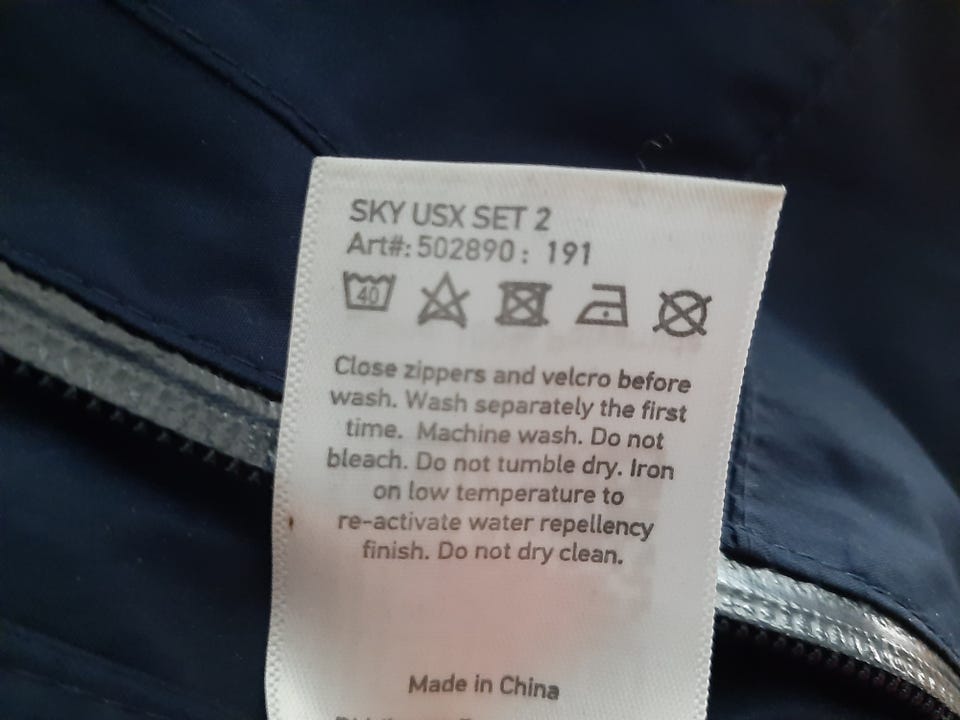 SKY USX SET 2
Art#: 502890 : 191
40
Close zippers and velcro before
wash. Wash separately the first
time. Machine wash. Do not
bleach. Do not tumble dry. Iron
on low temperature to
re-activate water repellency
finish. Do not dry clean.
Made in China